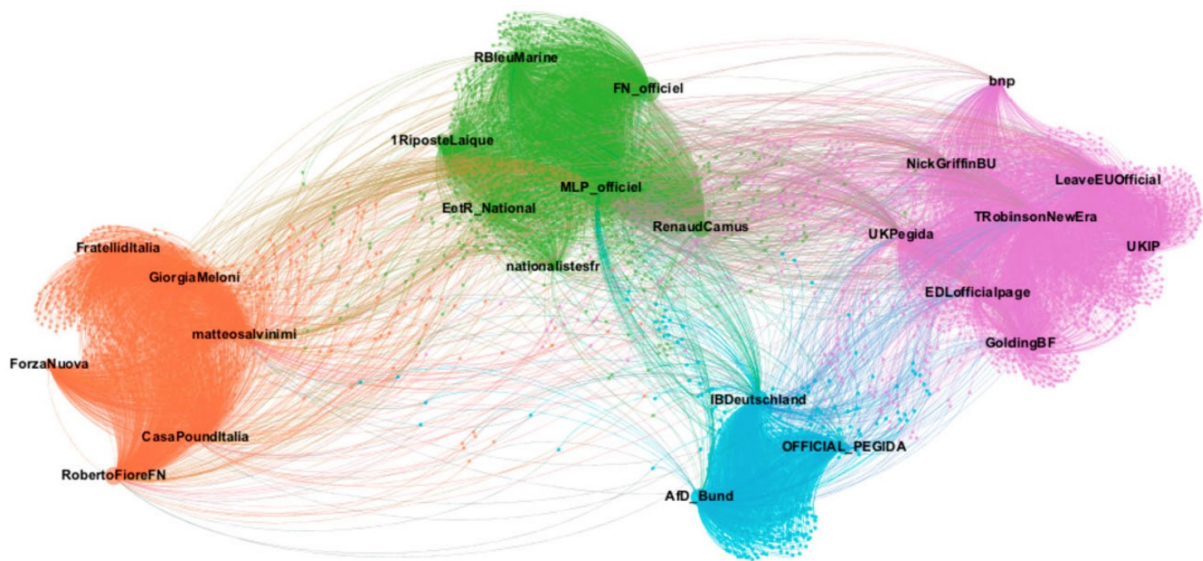 RBleuMarine
FN_officiel
1RiposteLaique
MLP_officiel
EetR_National
RenaudCamus
nationalistesfr
bnp
NickGriffinBU
LeaveEUOfficial
TRobinsonNewEra
UKPegida
UKIP
EDLofficialpage
GoldingBF
FratellidItalia
GiorgiaMeloni
matteosalvinimi
ForzaNuova
CasaPoundItalia
RobertoFioreFN
IBDeutschland
OFFICIAL_PEGIDA
AfD_Bund